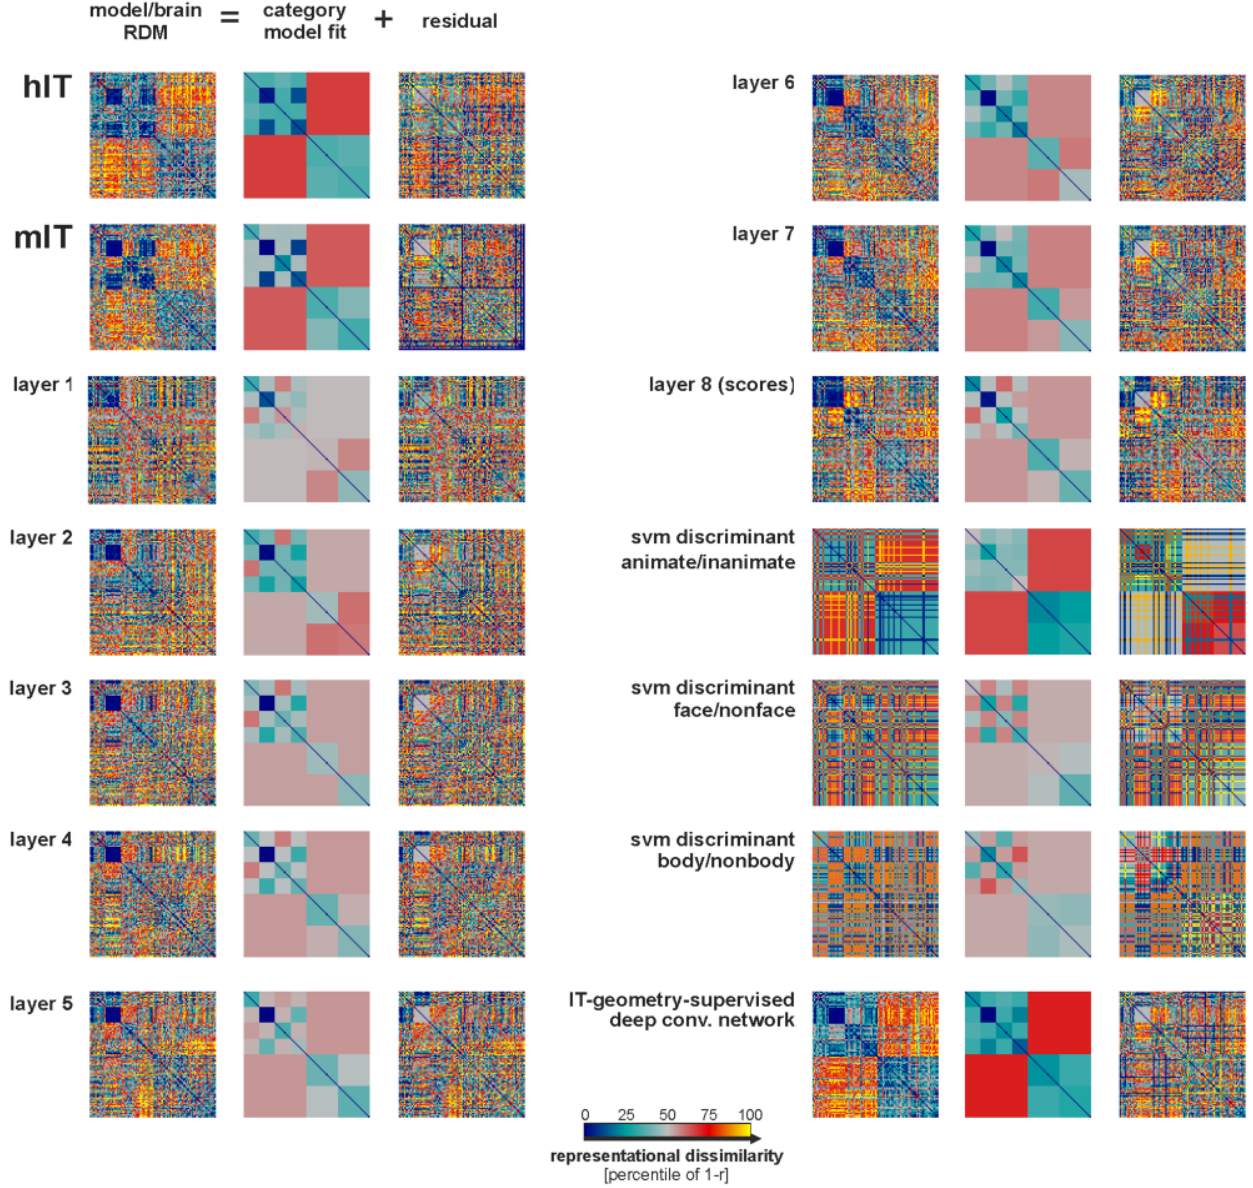 model/brain RDM = category model fit + residual
hIT
mIT
layer 1
layer 2
layer 3
layer 4
layer 5
layer 6
layer 7
layer 8 (scores)
svm discriminant
animate/inanimate
svm discriminant
face/nonface
svm discriminant
body/nonbody
IT-geometry-supervised
deep conv. network
0 25 50 75 100
representational dissimilarity
[percentile of 1-r]